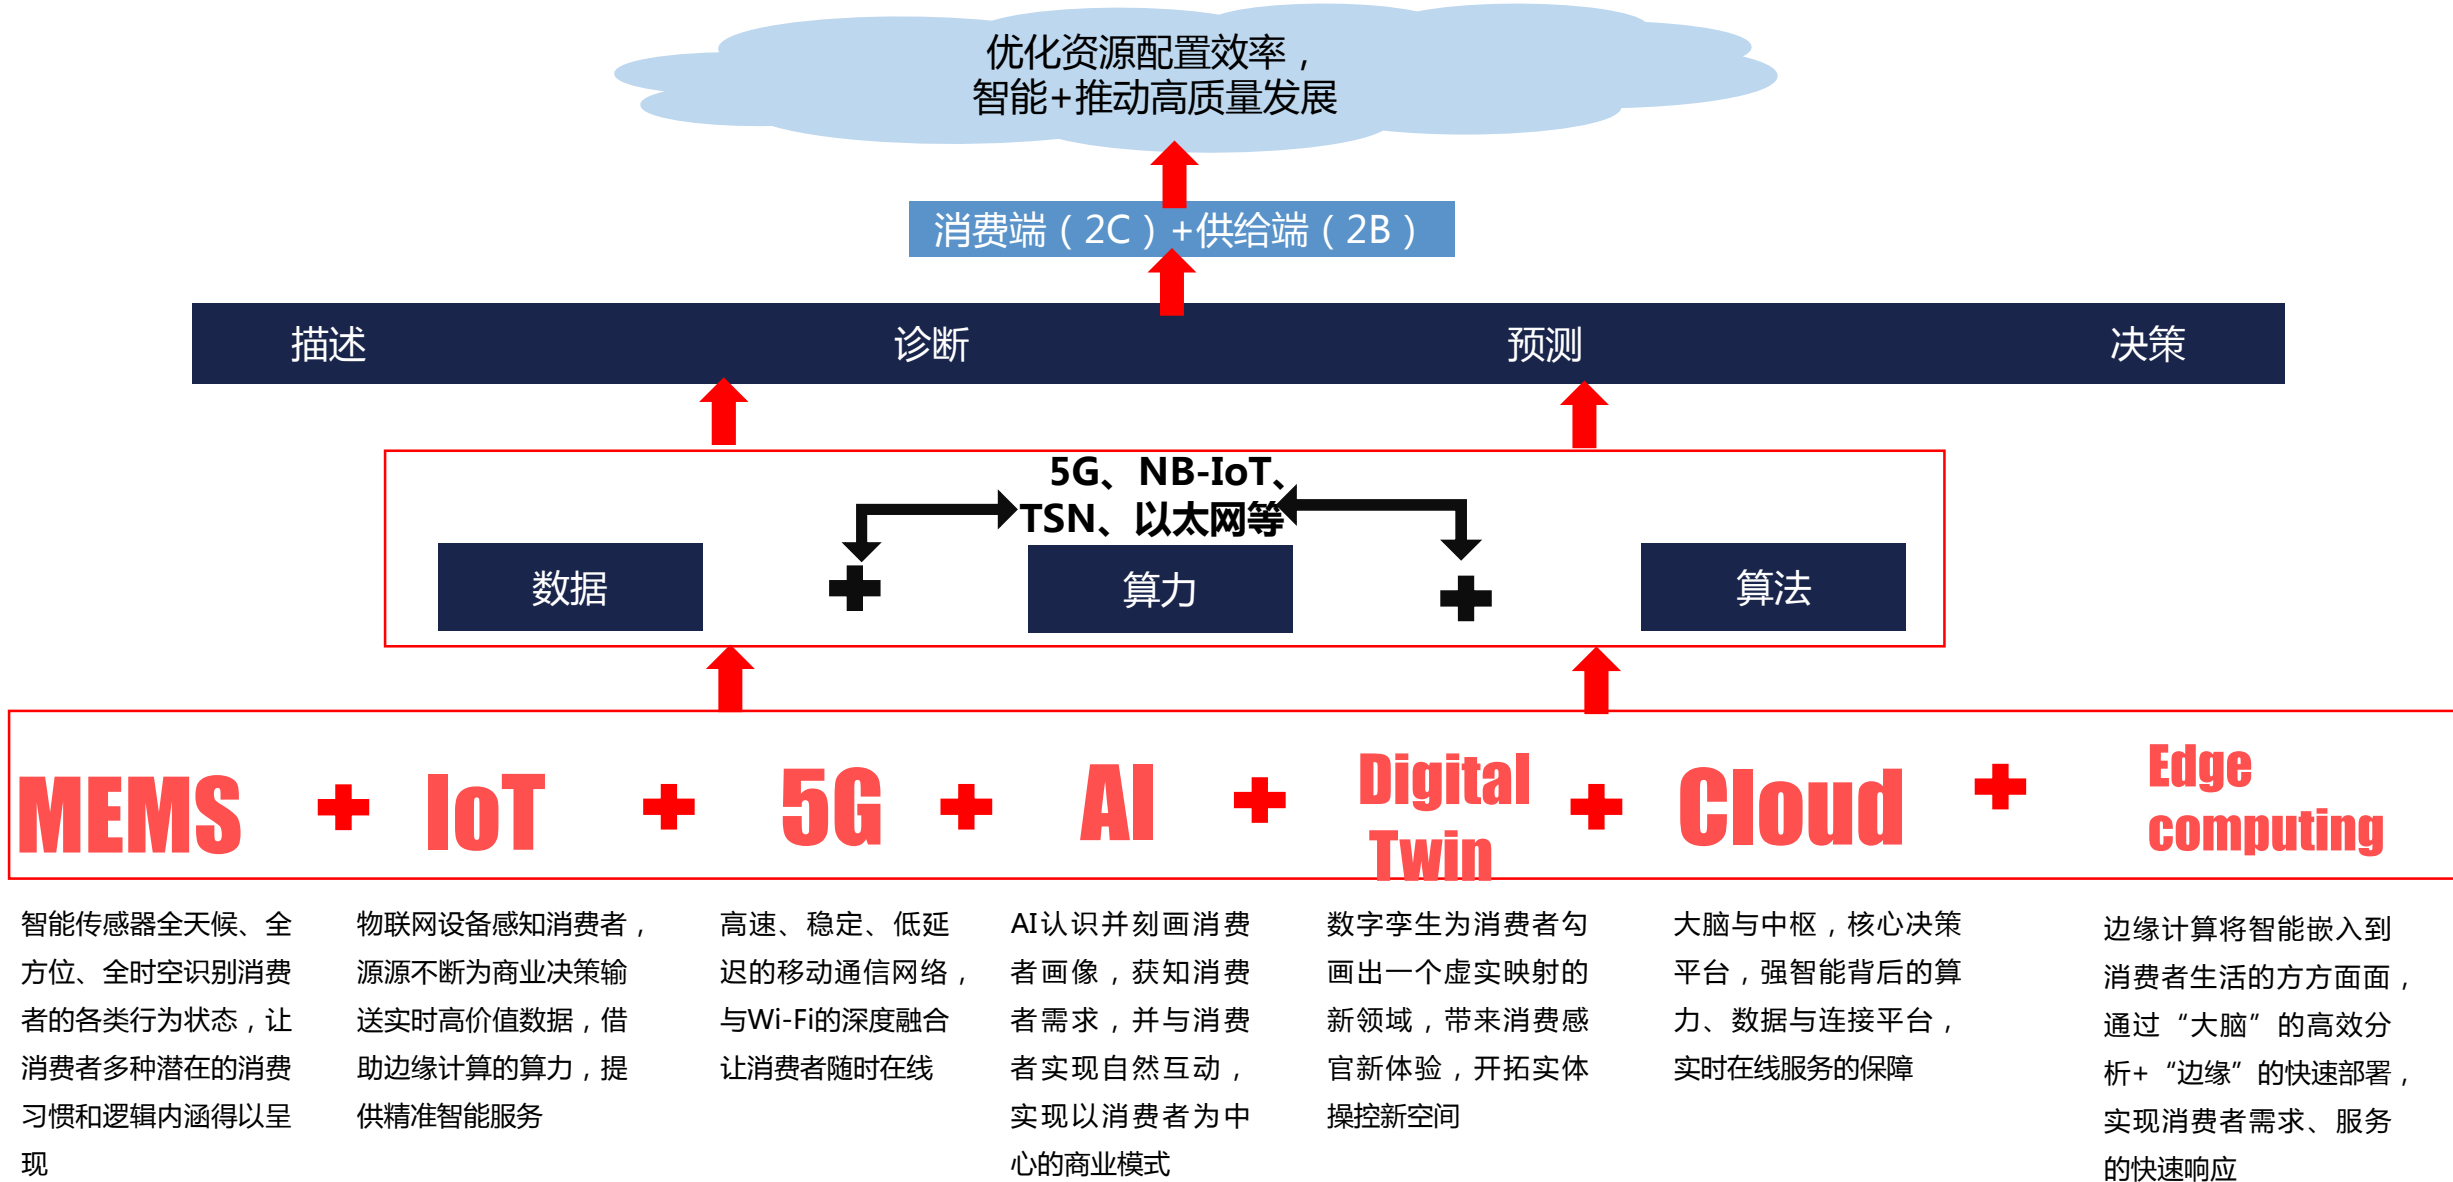 优化资源配置效率，
智能+推动高质量发展
消费端（2C）+供给端（2B）
描述
诊断
预测
决策
5G、NB-IoT、
TSN、以太网等
数据
算力
算法
MEMS
IoT
5G
AI
Digital
Twin
Cloud
Edge
computing
智能传感器全天候、全
方位、全时空识别消费
者的各类行为状态，让
消费者多种潜在的消费
习惯和逻辑内涵得以呈
现
物联网设备感知消费者，
源源不断为商业决策输
送实时高价值数据，借
助边缘计算的算力，提
供精准智能服务
高速、稳定、低延
迟的移动通信网络，
与Wi-Fi的深度融合
让消费者随时在线
AI认识并刻画消费
者画像，获知消费
者需求，并与消费
者实现自然互动，
实现以消费者为中
心的商业模式
数字孪生为消费者勾
画出一个虚实映射的
新领域，带来消费感
官新体验，开拓实体
操控新空间
大脑与中枢，核心决策
平台，强智能背后的算
力、数据与连接平台，
实时在线服务的保障
边缘计算将智能嵌入到
消费者生活的方方面面，
通过“大脑”的高效分
析+“边缘”的快速部署，
实现消费者需求、服务
的快速响应